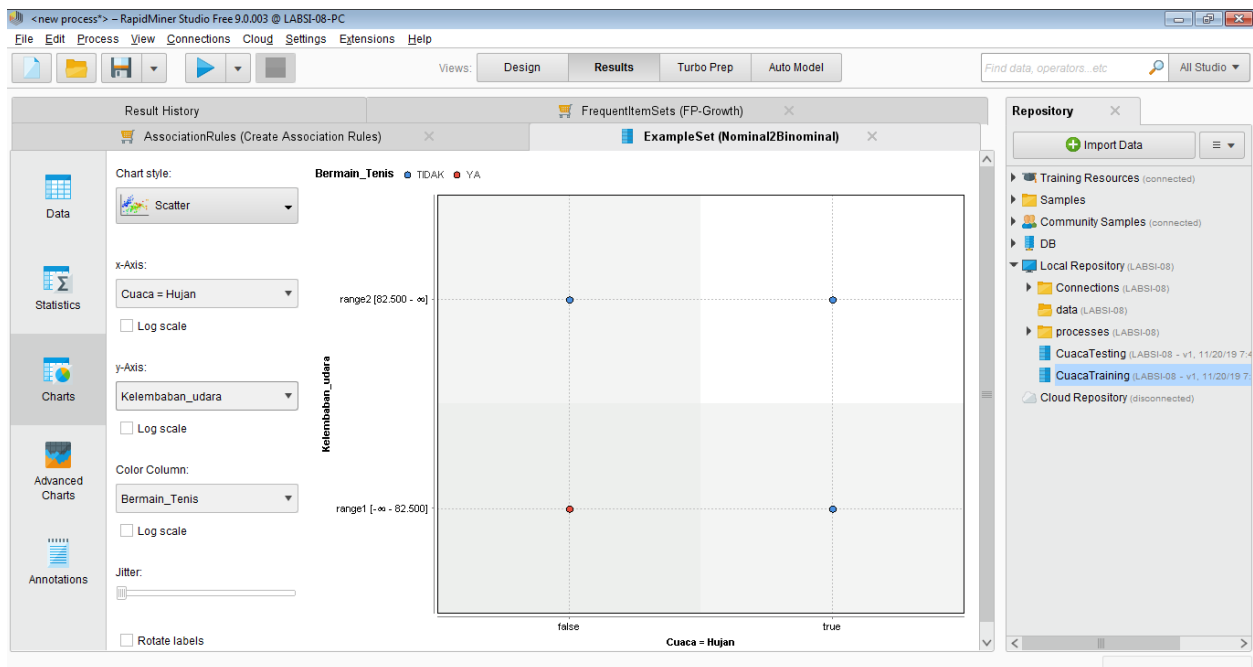 <new process*> – RapidMiner Studio Free 9.0.003 @ LABSI-08-PC
File Edit Process View Connections Cloud Settings Extensions Help
Views: Design Results Turbo Prep Auto Model
Find data, operators...etc
All Studio
Result History
FrequentItemSets (FP-Growth)
AssociationRules (Create Association Rules)
ExampleSet (Nominal2Binominal)
Data
Statistics
Charts
Advanced
Charts
Annotations
Chart style:
Scatter
x-Axis:
Cuaca = Hujan
Log scale
y-Axis:
Kelembaban_udara
Log scale
Color Column:
Bermain_Tenis
Log scale
Jitter:
Rotate labels
Bermain_Tenis TIDAK YA
range2 [82.500 - ∞]
Kelembaban_udara
range1 [-∞ - 82.500]
false true
Cuaca = Hujan
Repository
Import Data
Training Resources (connected)
Samples
Community Samples (connected)
DB
Local Repository (LABSI-08)
Connections (LABSI-08)
data (LABSI-08)
processes (LABSI-08)
CuacaTesting (LABSI-08 - v1, 11/20/19 7:4
CuacaTraining (LABSI-08 - v1, 11/20/19 7:
Cloud Repository (disconnected)